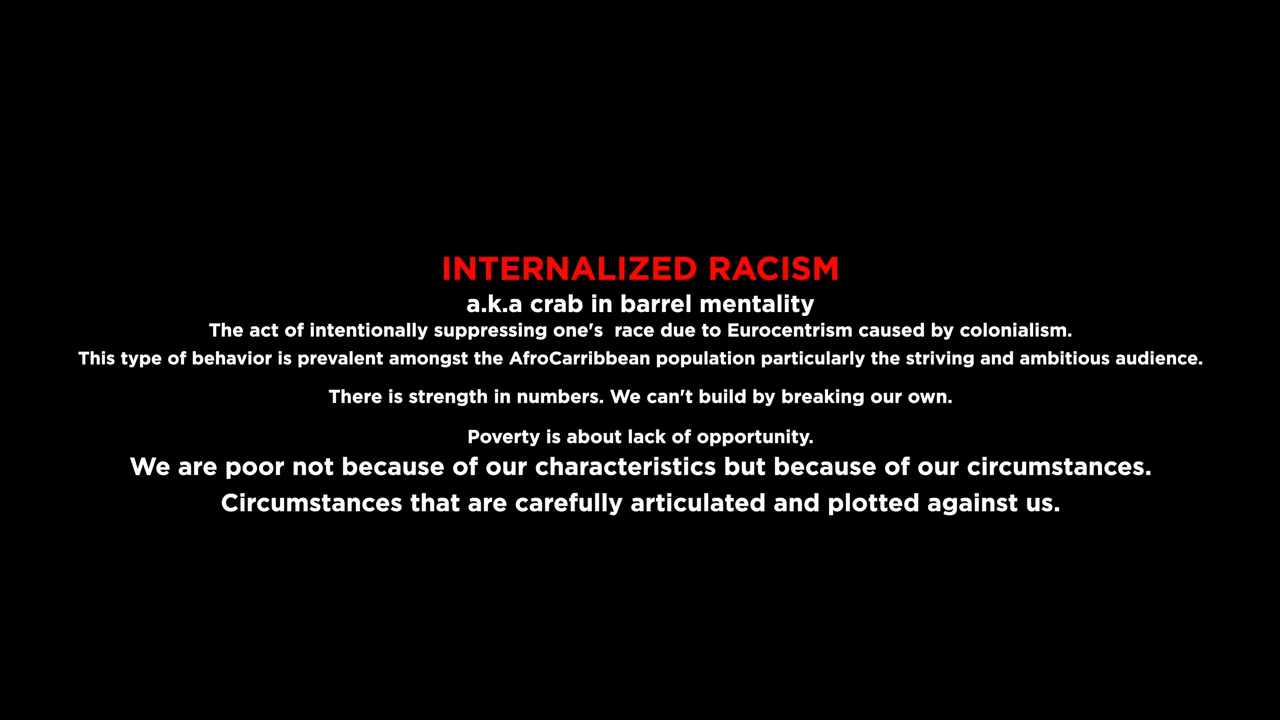 INTERNALIZED RACISM
a.k.a crab in barrel mentality
The act of intentionally suppressing one's  race due to Eurocentrism caused by colonialism.
This type of behavior is prevalent amongst the AfroCarribbean population particularly the striving and ambitious audience.
There is strength in numbers. We can't build by breaking our own.
Poverty is about lack of opportunity.
We are poor not because of our characteristics but because of our circumstances.
Circumstances that are carefully articulated and plotted against us.